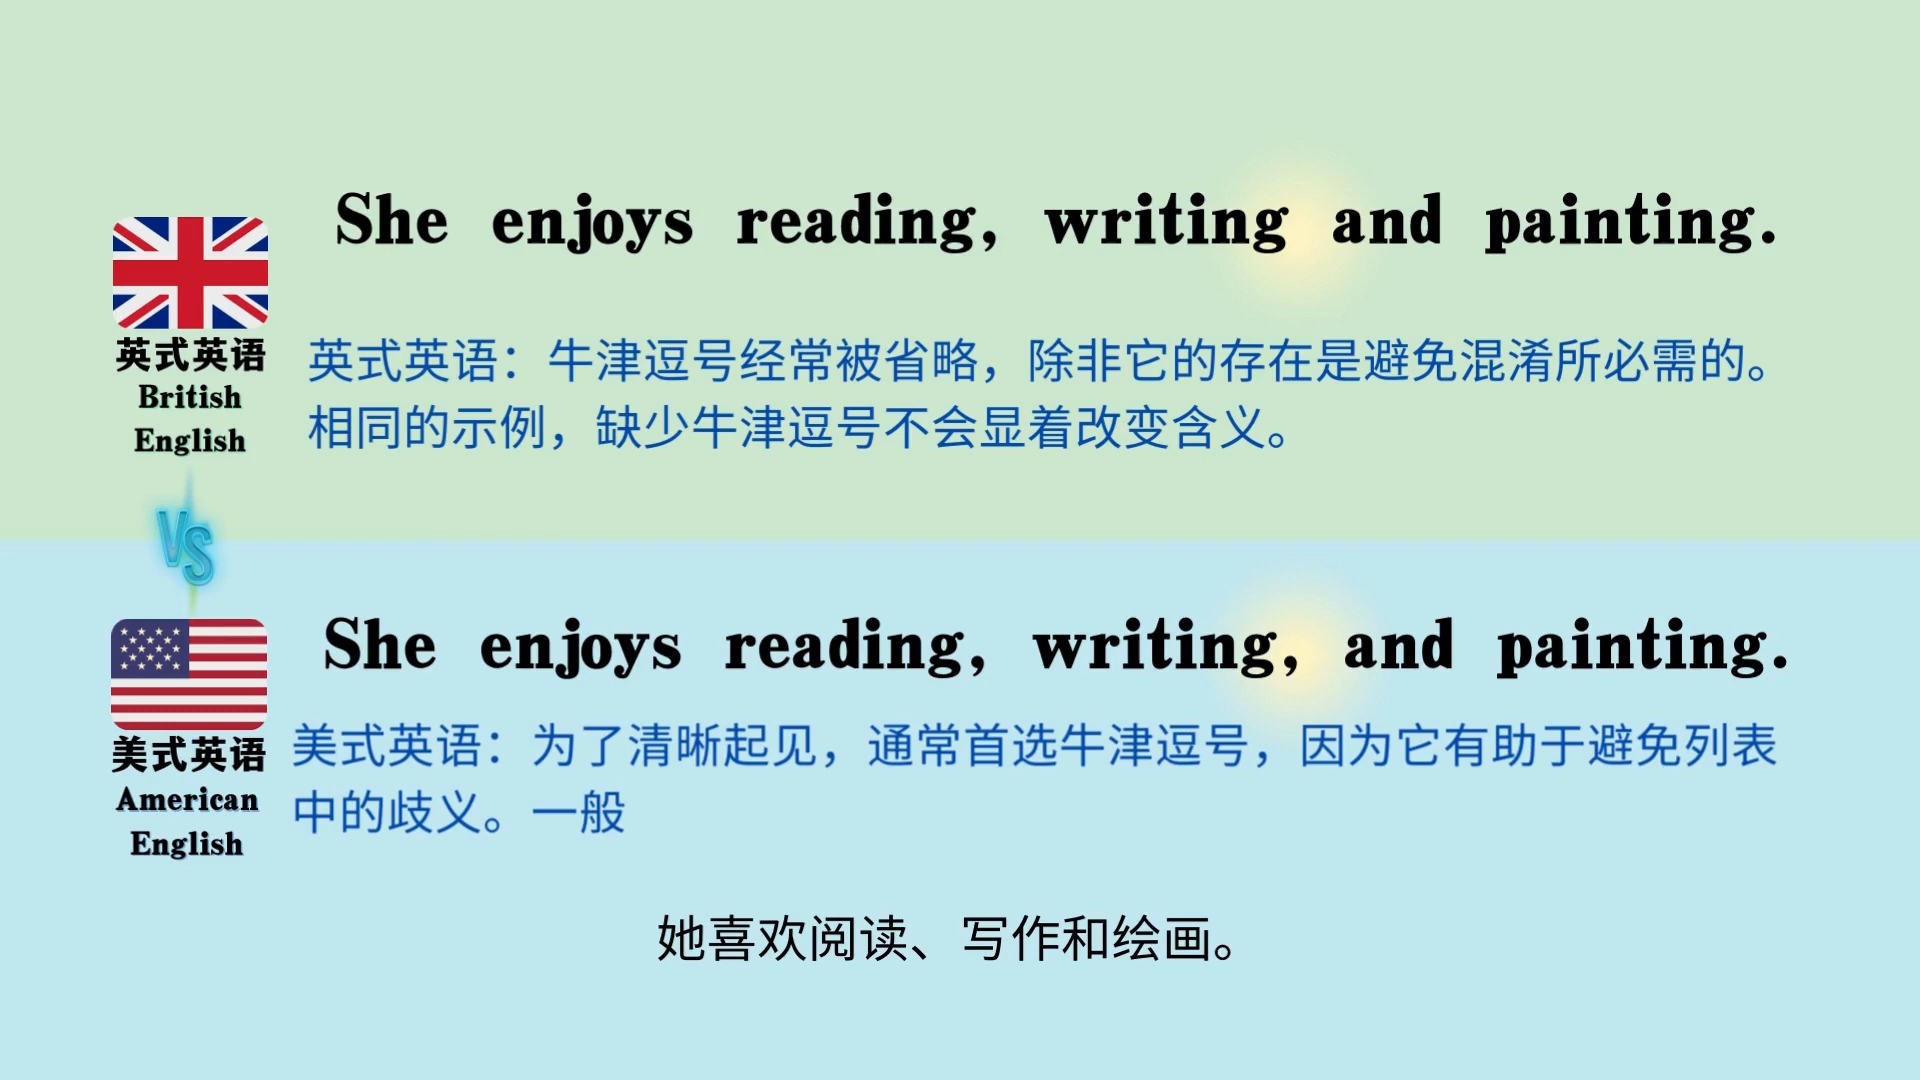 She enjoys reading, writing and painting.
英式英语
British
English
英式英语：牛津逗号经常被省略，除非它的存在是避免混淆所必需的。
相同的示例，缺少牛津逗号不会显着改变含义。
VS
She enjoys reading, writing, and painting.
美式英语
American
English
美式英语：为了清晰起见，通常首选牛津逗号，因为它有助于避免列表
中的歧义。一般
她喜欢阅读、写作和绘画。